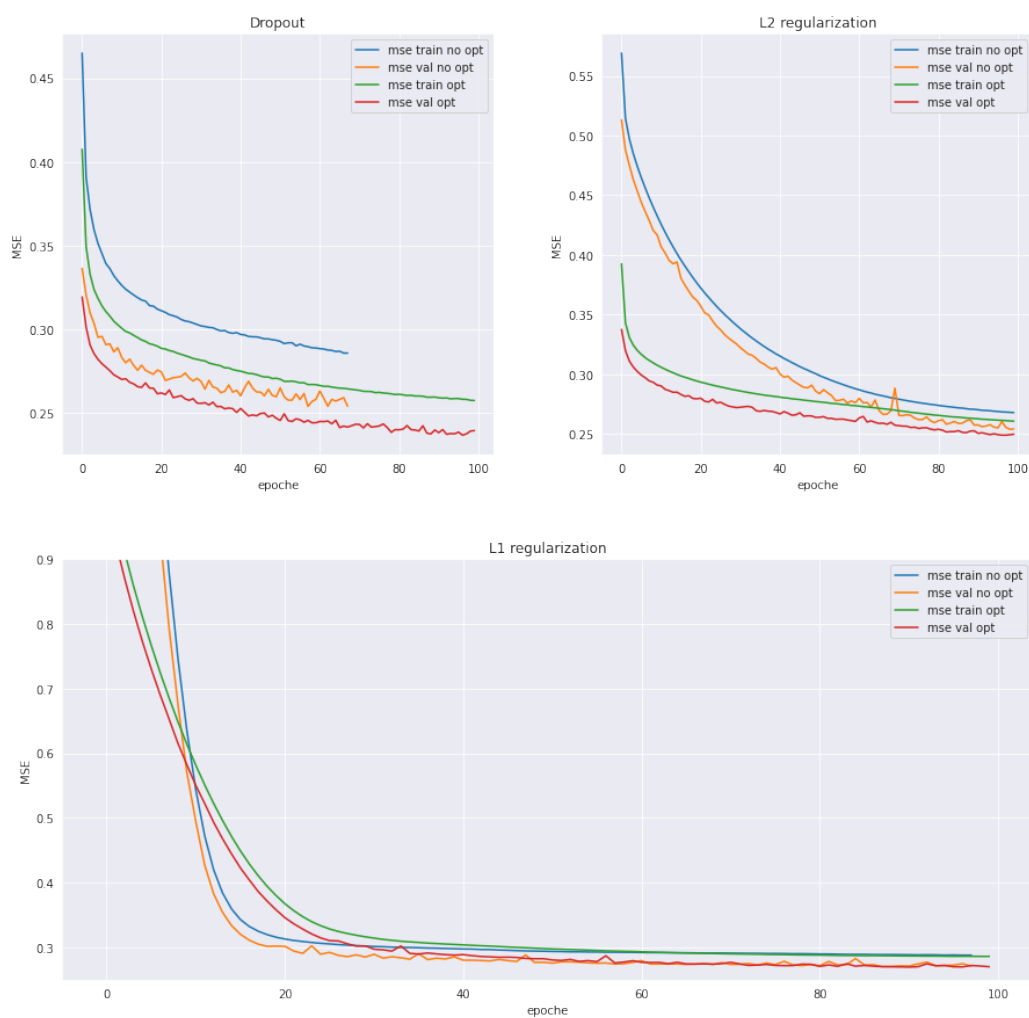 Dropout
mse train no opt
mse val no opt
mse train opt
mse val opt
0.45
0.40
0.35
0.30
0.25
MSE
0 20 40 60 80 100
epoche
L2 regularization
mse train no opt
mse val no opt
mse train opt
mse val opt
0.55
0.50
0.45
0.40
0.35
0.30
0.25
MSE
0 20 40 60 80 100
epoche
L1 regularization
mse train no opt
mse val no opt
mse train opt
mse val opt
0.9
0.8
0.7
0.6
0.5
0.4
0.3
MSE
0 20 40 60 80 100
epoche